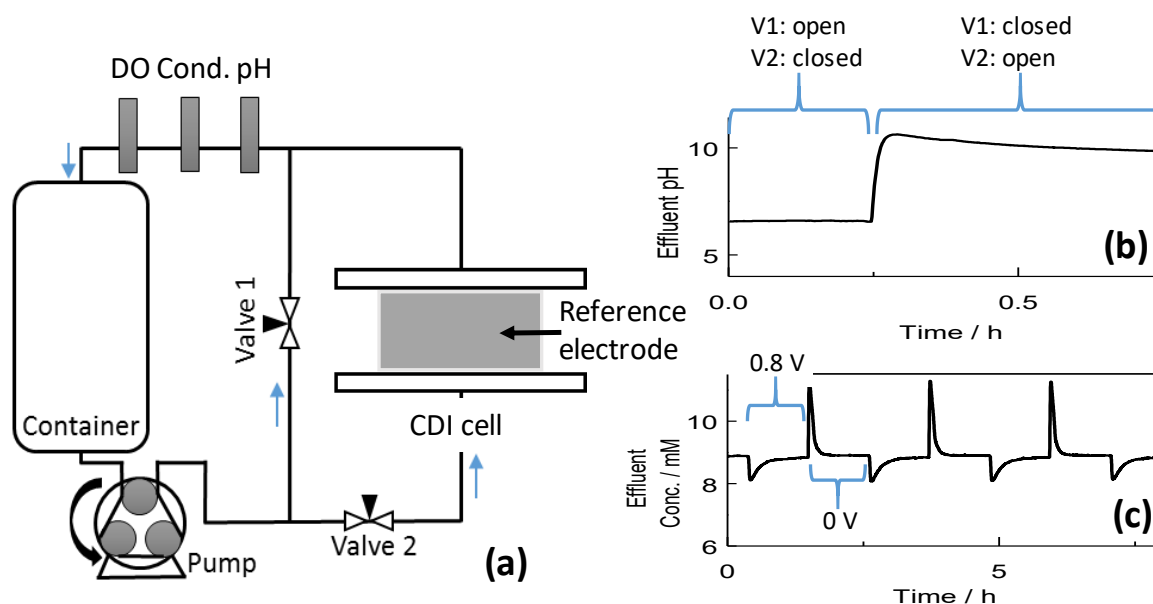 DO Cond. pH
Container
Valve 1
Reference
electrode
CDI cell
Valve 2
Pump
(a)
V1: open
V2: closed
V1: closed
V2: open
10
6
Effluent pH
0.0
0.5
Time / h
(b)
0.8 V
10
8
6
Effluent
Conc. / mM
0 V
0
5
Time / h
(c)